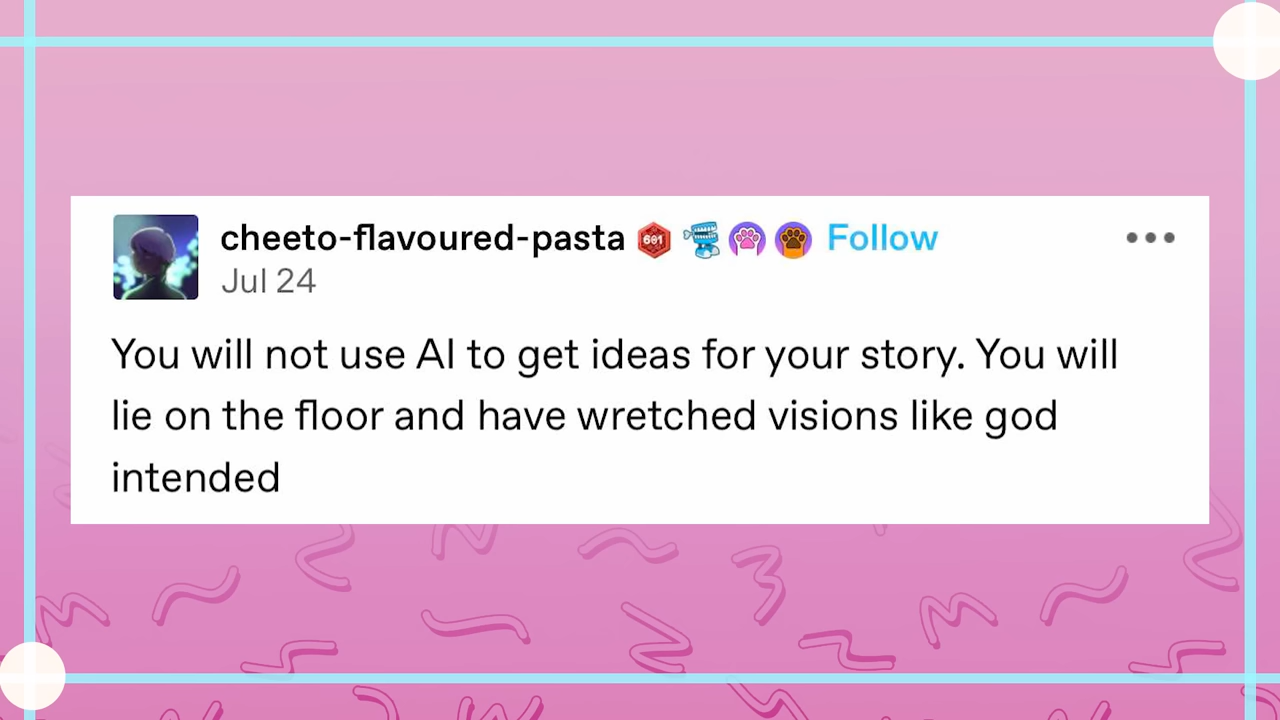 cheeto-flavoured-pasta 601 Follow
Jul 24
You will not use AI to get ideas for your story. You will
lie on the floor and have wretched visions like god
intended